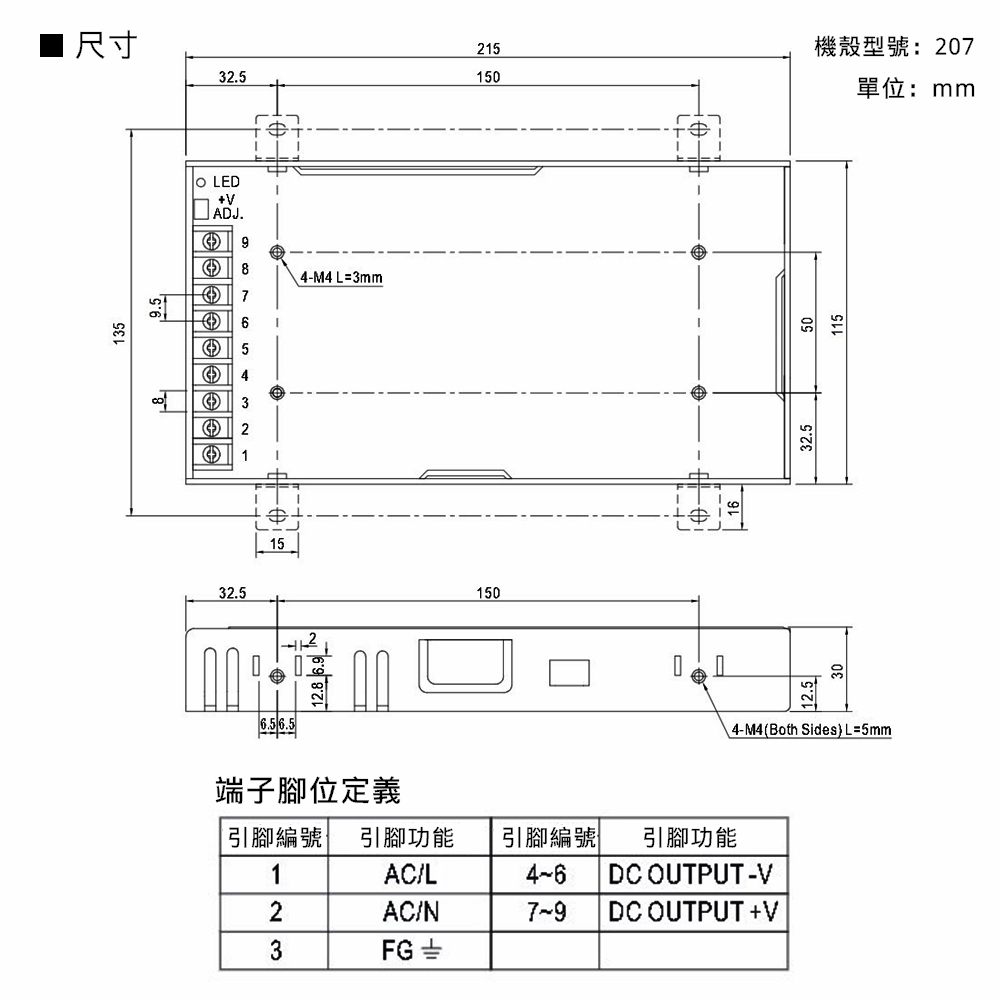 ■ 尺寸
機殼型號：207
單位：mm
215
32.5
150
LED
+V
ADJ.
9
8
7
6
5
4
3
2
1
4-M4 L=3mm
9.5
8
135
50
115
32.5
16
15
32.5
150
2
6.9
12.8
6.5
6.5
30
12.5
4-M4(Both Sides) L=5mm
端子腳位定義
引腳編號 引腳功能 引腳編號 引腳功能
1 AC/L 4~6 DC OUTPUT -V
2 AC/N 7~9 DC OUTPUT +V
3 FG ⏚